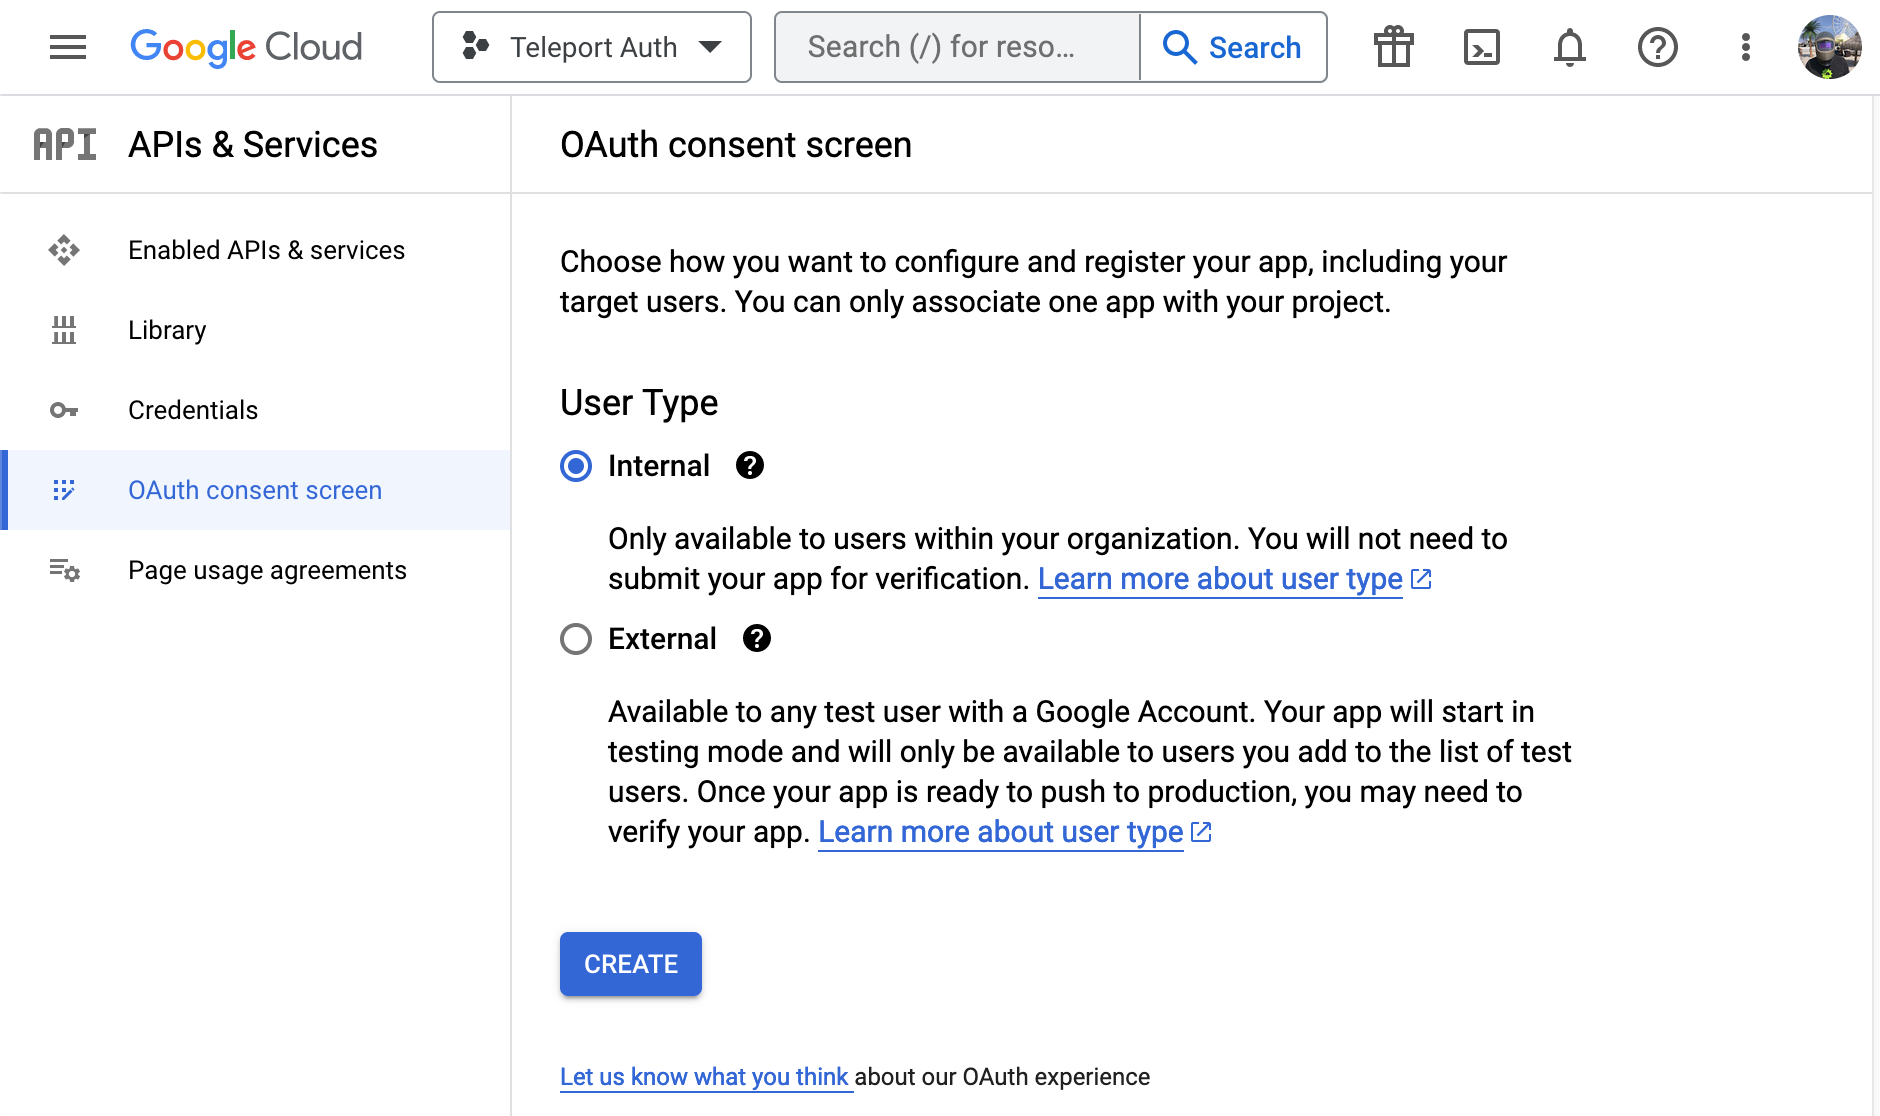 Google Cloud
Teleport Auth
Search (/) for reso...
Search
API
APIs & Services
Enabled APIs & services
Library
Credentials
OAuth consent screen
Page usage agreements
OAuth consent screen
Choose how you want to configure and register your app, including your
target users. You can only associate one app with your project.
User Type
Internal
Only available to users within your organization. You will not need to
submit your app for verification. Learn more about user type
External
Available to any test user with a Google Account. Your app will start in
testing mode and will only be available to users you add to the list of test
users. Once your app is ready to push to production, you may need to
verify your app. Learn more about user type
CREATE
Let us know what you think about our OAuth experience